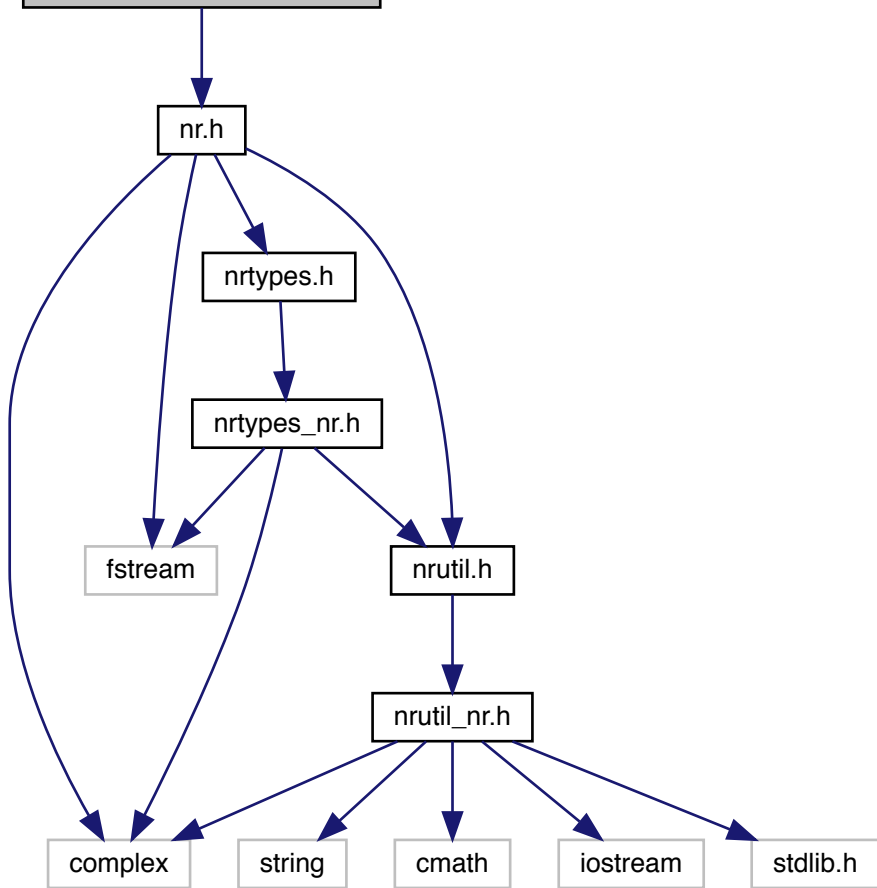 nr.h
nrtypes.h
nrtypes_nr.h
fstream
nrutil.h
nrutil_nr.h
complex
string
cmath
iostream
stdlib.h